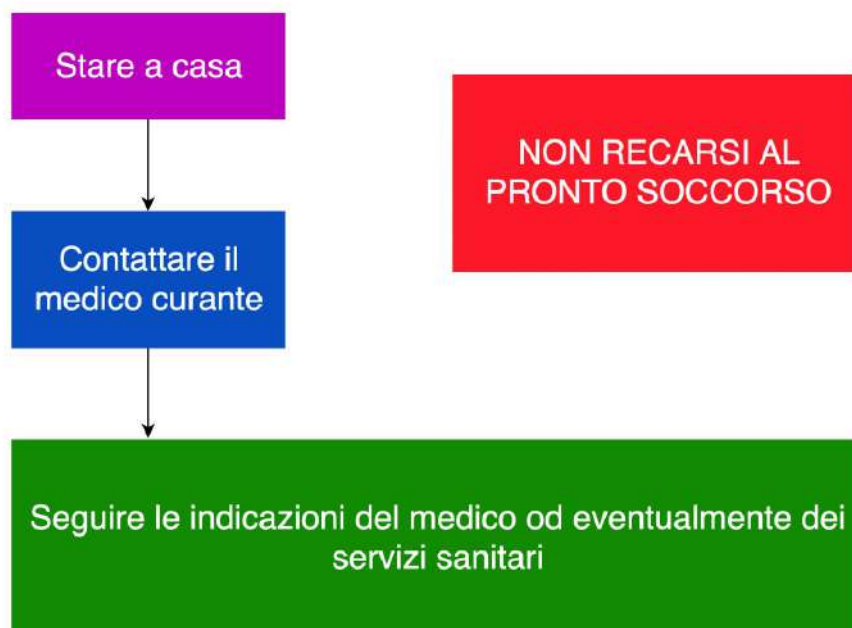 Stare a casa
NON RECARSI AL
PRONTO SOCCORSO
Contattare il
medico curante
Seguire le indicazioni del medico od eventualmente dei
servizi sanitari